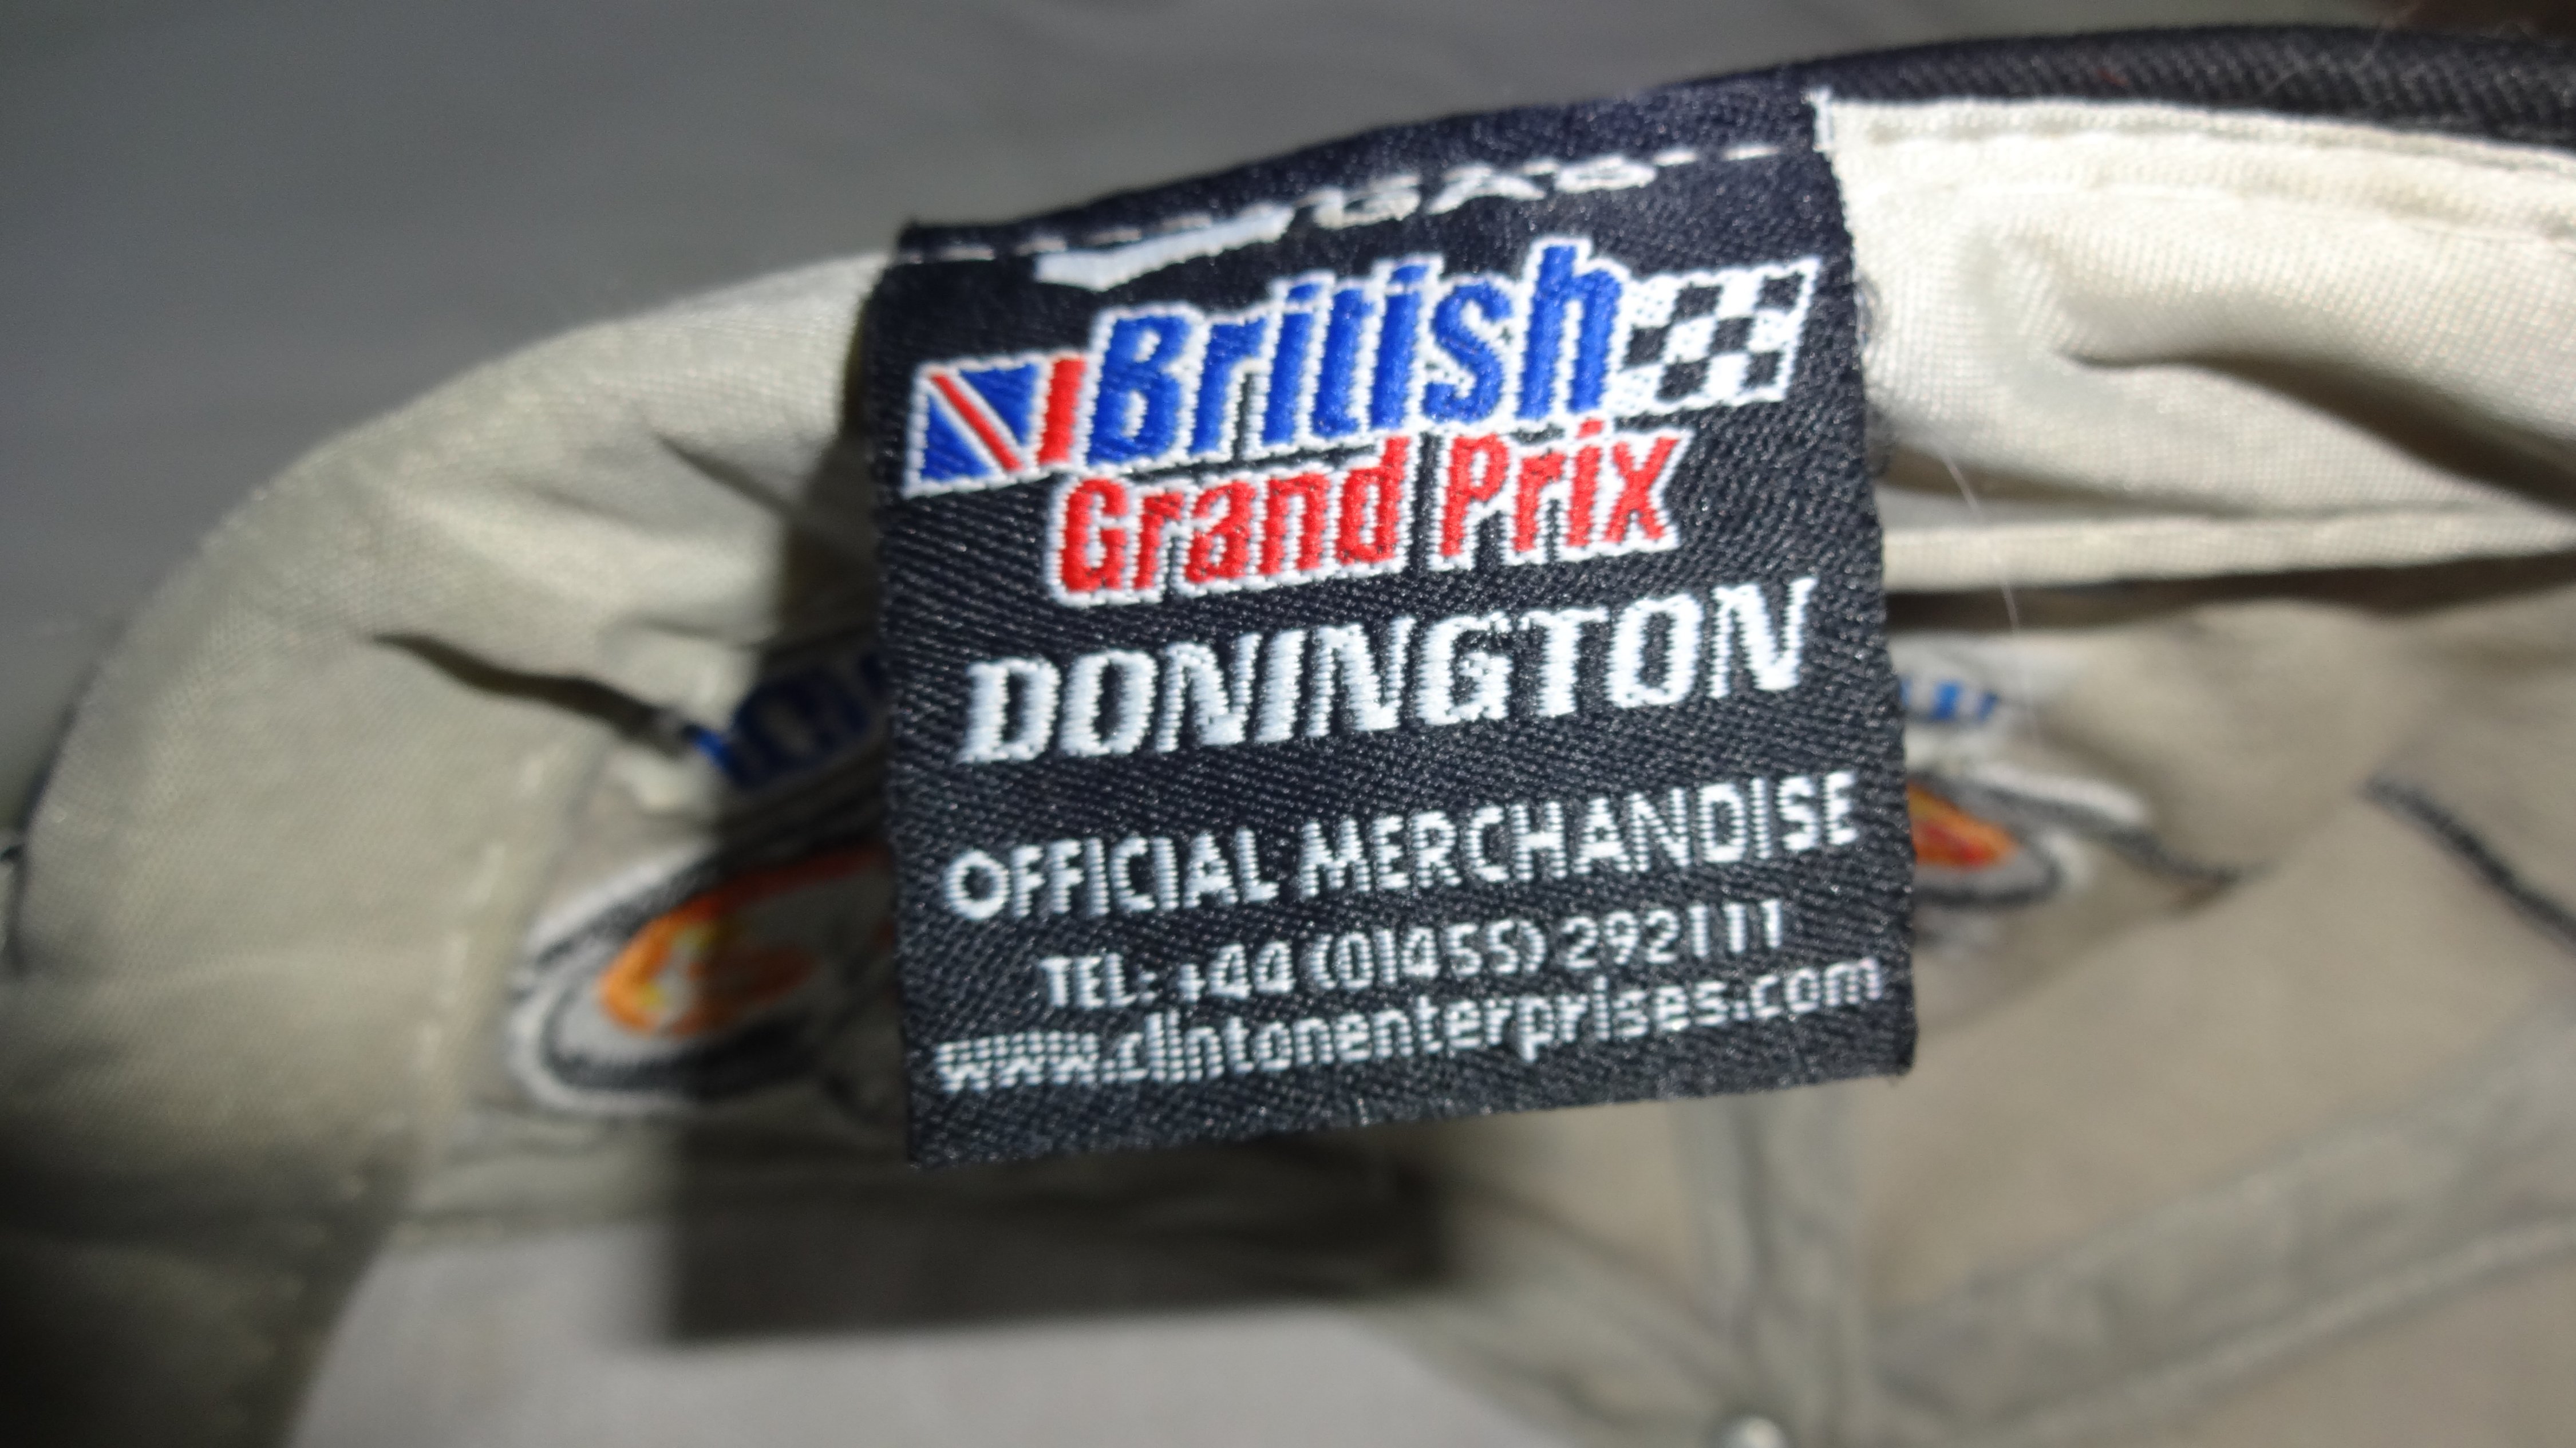 British
Grand Prix
DONINGTON
OFFICIAL MERCHANDISE
TEL: +44 (01455) 292111
www.clintonenterprises.com